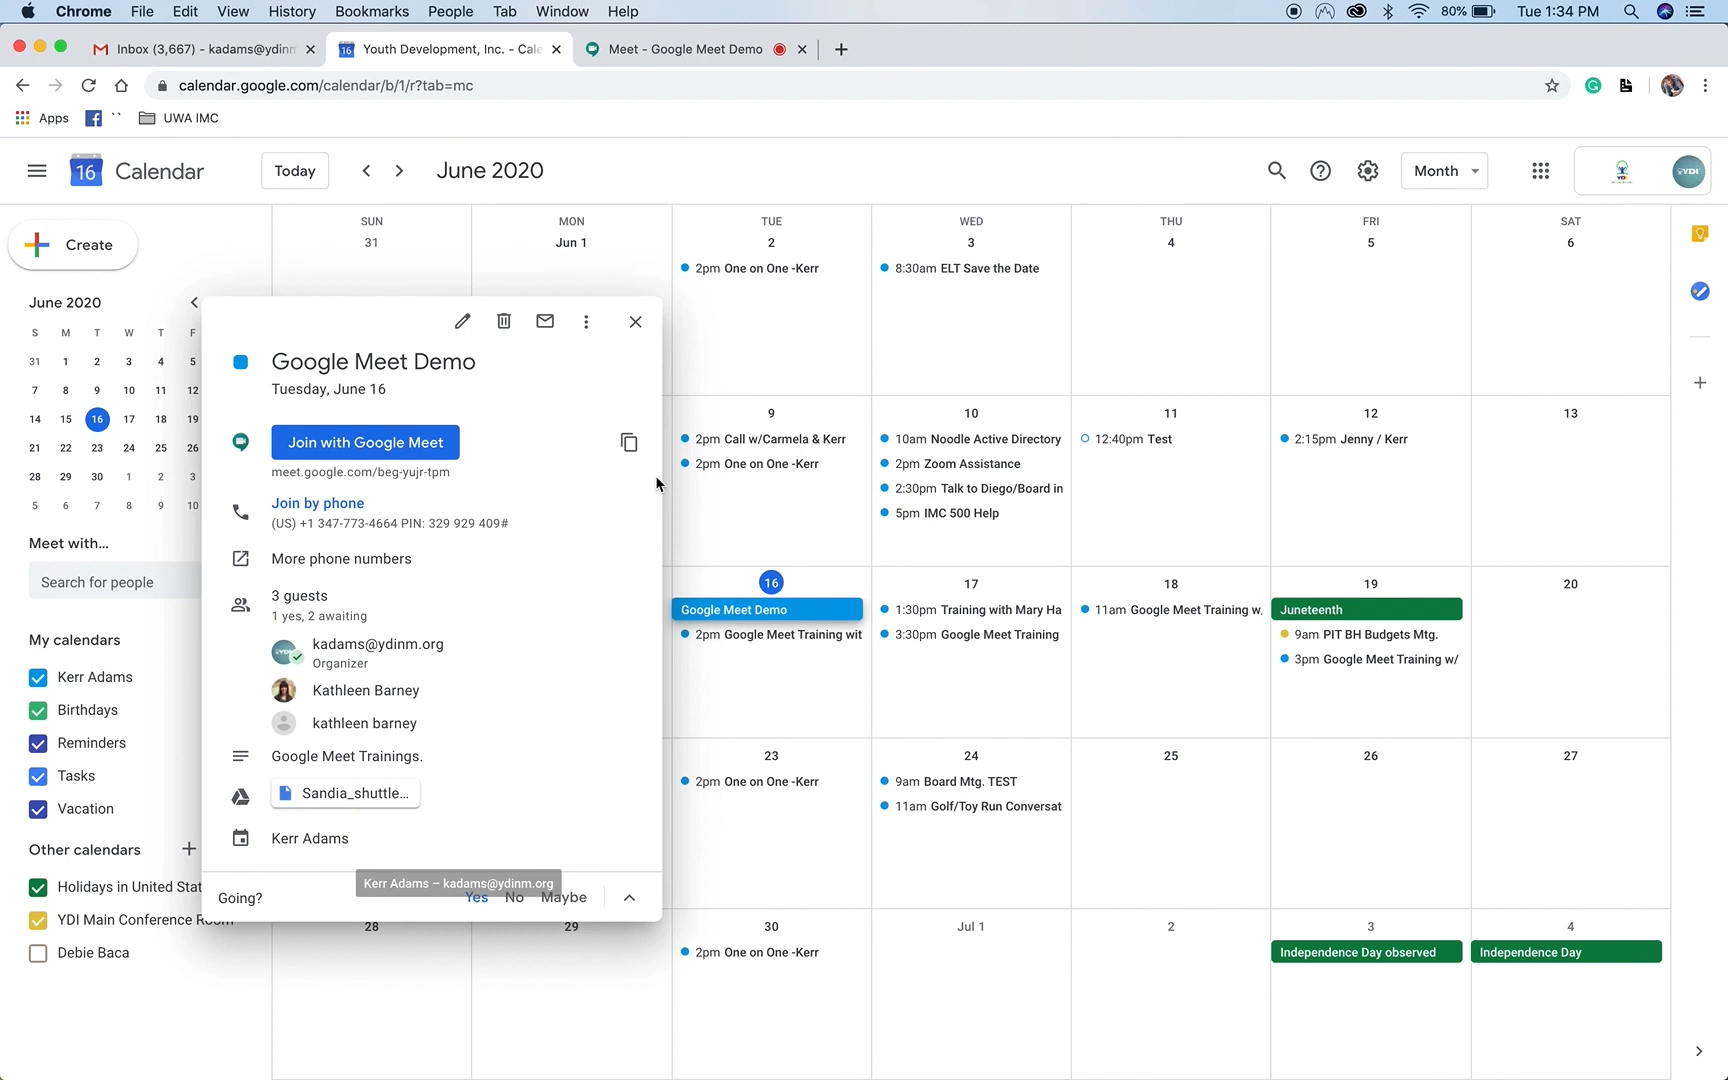 Chrome File Edit View History Bookmarks People Tab Window Help 80% Tue 1:34 PM
Inbox (3,667) - kadams@ydinm
16 Youth Development, Inc. - Cale
Meet - Google Meet Demo
calendar.google.com/calendar/b/1/r?tab=mc
Apps `` UWA IMC
16 Calendar Today June 2020 Month YDI YDI
Create
June 2020
S M T W T F
31 1 2 3 4 5
7 8 9 10 11 12
14 15 16 17 18 19
21 22 23 24 25 26
28 29 30 1 2 3
5 6 7 8 9 10
Meet with...
Search for people
My calendars
Kerr Adams
Birthdays
Reminders
Tasks
Vacation
Other calendars
Holidays in United Stat
YDI Main Conference Room
Debie Baca
Google Meet Demo
Tuesday, June 16
Join with Google Meet
meet.google.com/beg-yujr-tpm
Join by phone
(US) +1 347-773-4664 PIN: 329 929 409#
More phone numbers
3 guests
1 yes, 2 awaiting
kadams@ydinm.org
Organizer
Kathleen Barney
kathleen barney
Google Meet Trainings.
Sandia_shuttle...
Kerr Adams
Kerr Adams – kadams@ydinm.org
Going? Yes No Maybe
SUN MON TUE WED THU FRI SAT
31 Jun 1 2 3 4 5 6
2pm One on One -Kerr
8:30am ELT Save the Date
9 10 11 12 13
2pm Call w/Carmela & Kerr
2pm One on One -Kerr
10am Noodle Active Directory
2pm Zoom Assistance
2:30pm Talk to Diego/Board in
5pm IMC 500 Help
12:40pm Test
2:15pm Jenny / Kerr
16 17 18 19 20
Google Meet Demo
2pm Google Meet Training wit
1:30pm Training with Mary Ha
3:30pm Google Meet Training
11am Google Meet Training w,
Juneteenth
9am PIT BH Budgets Mtg.
3pm Google Meet Training w/
23 24 25 26 27
2pm One on One -Kerr
9am Board Mtg. TEST
11am Golf/Toy Run Conversat
28 29 30 Jul 1 2 3 4
2pm One on One -Kerr
Independence Day observed
Independence Day